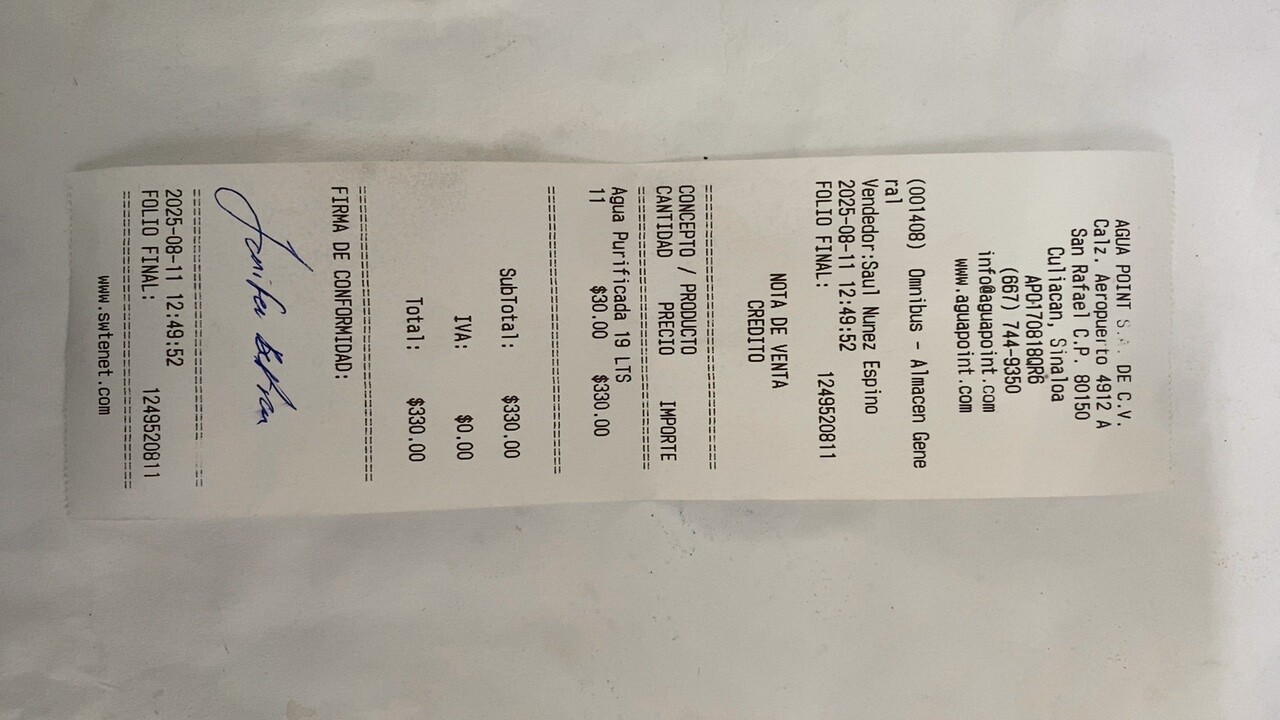 AGUA POINT S.A. DE C.V.
Calz. Aeropuerto 4912 A
San Rafael C.P. 80150
Culiacan, Sinaloa
APO170818QR6
(667) 744-9350
info@aguapoint.com
www.aguapoint.com
(001408) Omnibus - Almacen Gene
ral
Vendedor:Saul Nunez Espino
2025-08-11 12:49:52
FOLIO FINAL: 1249520811
NOTA DE VENTA
CREDITO
CONCEPTO / PRODUCTO
CANTIDAD PRECIO IMPORTE
Agua Purificada 19 LTS
11 $30.00 $330.00
SubTotal: $330.00
IVA: $0.00
Total: $330.00
FIRMA DE CONFORMIDAD:
2025-08-11 12:49:52
FOLIO FINAL: 1249520811
www.swtenet.com